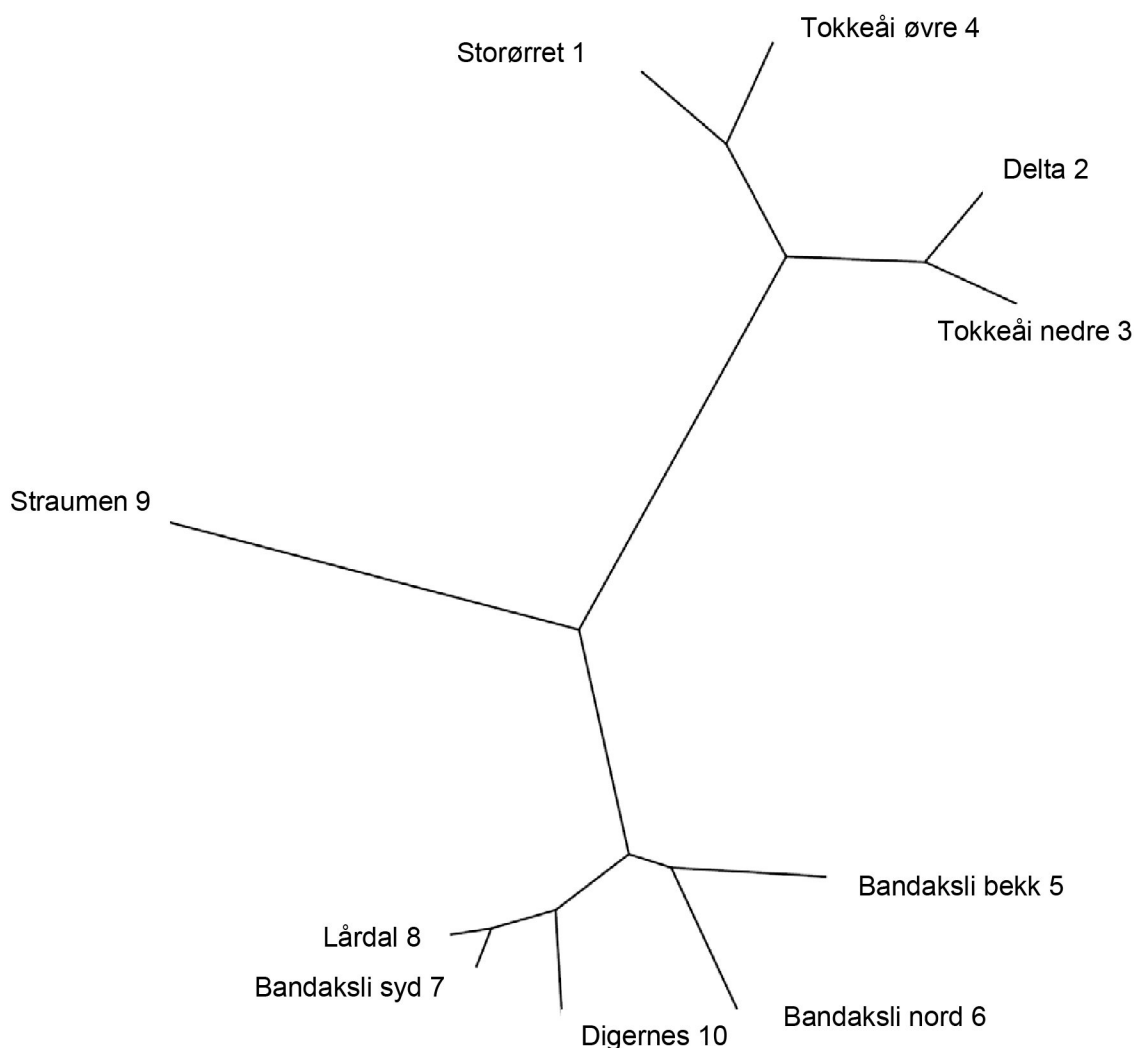 Tokkeåi øvre 4
Storørret 1
Delta 2
Tokkeåi nedre 3
Straumen 9
Bandaksli bekk 5
Lårdal 8
Bandaksli syd 7
Bandaksli nord 6
Digernes 10